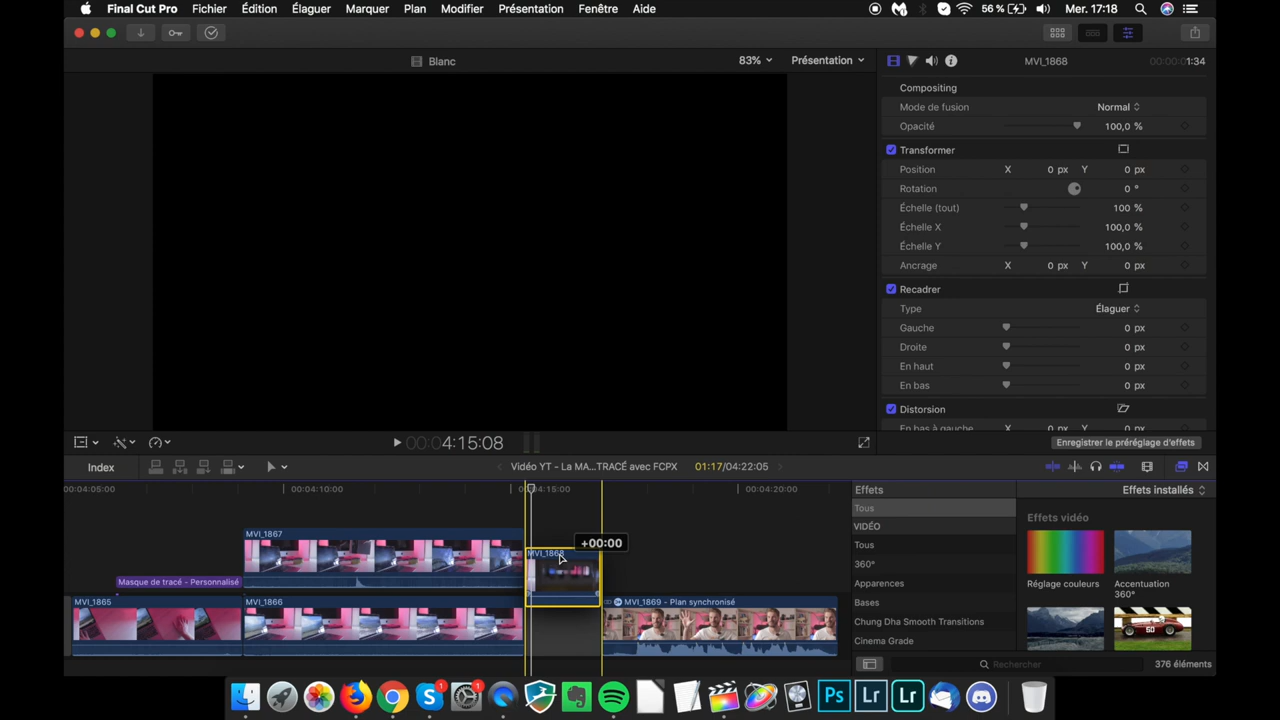 Final Cut Pro Fichier Édition Élaguer Marquer Plan Modifier Présentation Fenêtre Aide 56 % Mer. 17:18
Blanc 83% Présentation MVI_1868 00:00:01:34
Compositing
Mode de fusion Normal
Opacité 100,0 %
Transformer
Position X 0 px Y 0 px
Rotation 0 °
Échelle (tout) 100 %
Échelle X 100,0 %
Échelle Y 100,0 %
Ancrage X 0 px Y 0 px
Recadrer
Type Élaguer
Gauche 0 px
Droite 0 px
En haut 0 px
En bas 0 px
Distorsion
En bas à gauche
00:04:15:08 Enregistrer le préréglage d'effets
Index Vidéo YT - La MA...TRACÉ avec FCPX 01:17/04:22:05
00:04:05:00 00:04:10:00 00:04:15:00 00:04:20:00
Effets Effets installés
Tous
VIDÉO
Tous
360°
Apparences
Bases
Chung Dha Smooth Transitions
Cinema Grade
Effets vidéo
Réglage couleurs
Accentuation 360°
50
MVI_1867
+00:00
MVI_1868
Masque de tracé - Personnalisé
MVI_1865 MVI_1866 MVI_1869 - Plan synchronisé
Rechercher 376 éléments
1 1 Ps Lr Lr